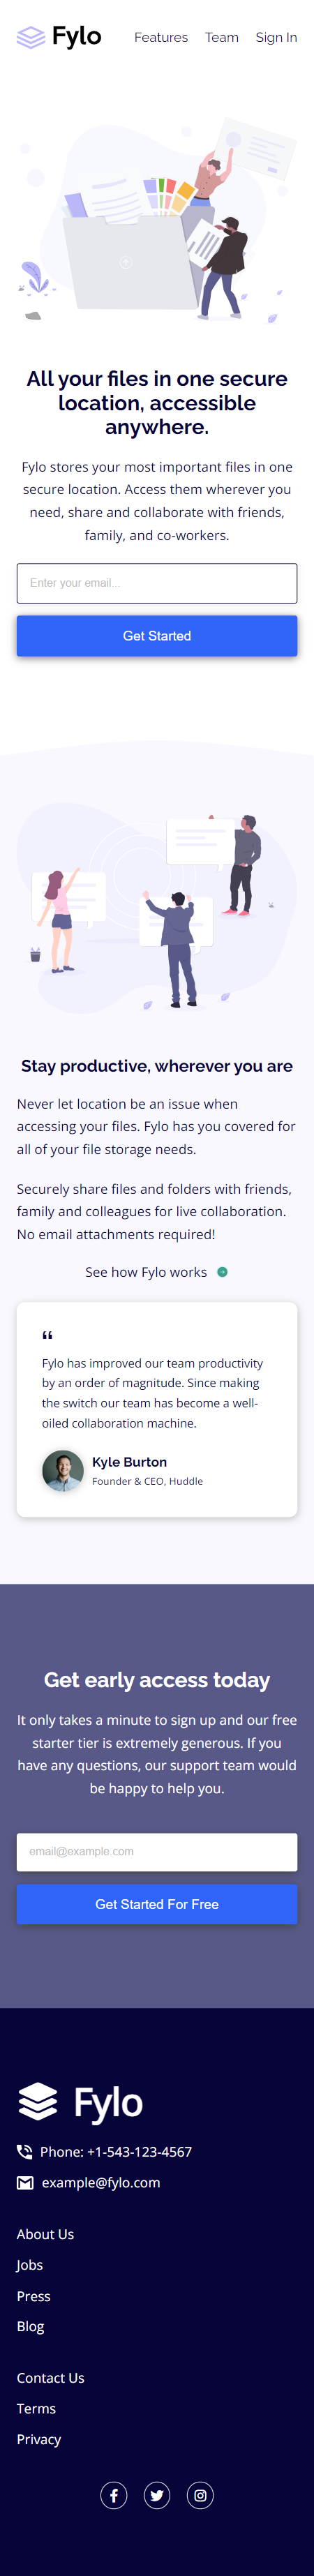 Fylo
Features Team Sign In
All your files in one secure
location, accessible
anywhere.
Fylo stores your most important files in one
secure location. Access them wherever you
need, share and collaborate with friends,
family, and co-workers.
Enter your email...
Get Started
Stay productive, wherever you are
Never let location be an issue when
accessing your files. Fylo has you covered for
all of your file storage needs.
Securely share files and folders with friends,
family and colleagues for live collaboration.
No email attachments required!
See how Fylo works
“
Fylo has improved our team productivity
by an order of magnitude. Since making
the switch our team has become a well-
oiled collaboration machine.
Kyle Burton
Founder & CEO, Huddle
Get early access today
It only takes a minute to sign up and our free
starter tier is extremely generous. If you
have any questions, our support team would
be happy to help you.
email@example.com
Get Started For Free
Fylo
Phone: +1-543-123-4567
example@fylo.com
About Us
Jobs
Press
Blog
Contact Us
Terms
Privacy